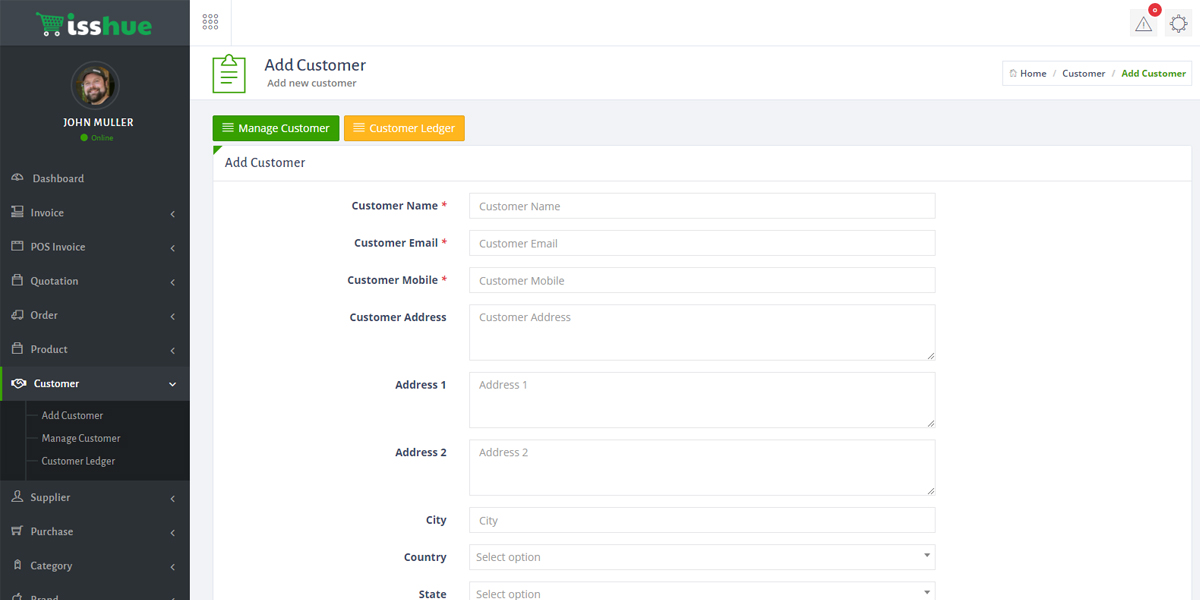 isshue
0
Add Customer
Add new customer
Home / Customer / Add Customer
JOHN MULLER
Online
Dashboard
Invoice
POS Invoice
Quotation
Order
Product
Customer
Add Customer
Manage Customer
Customer Ledger
Supplier
Purchase
Category
Brand
Manage Customer
Customer Ledger
Add Customer
Customer Name *
Customer Name
Customer Email *
Customer Email
Customer Mobile *
Customer Mobile
Customer Address
Customer Address
Address 1
Address 1
Address 2
Address 2
City
City
Country
Select option
State
Select option